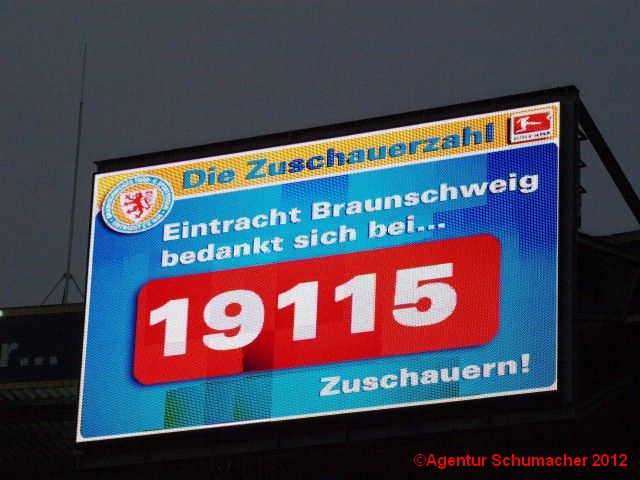 Die Zuschauerzahl
Eintracht Braunschweig
bedankt sich bei...
19115
Zuschauern!
r...
©Agentur Schumacher 2012